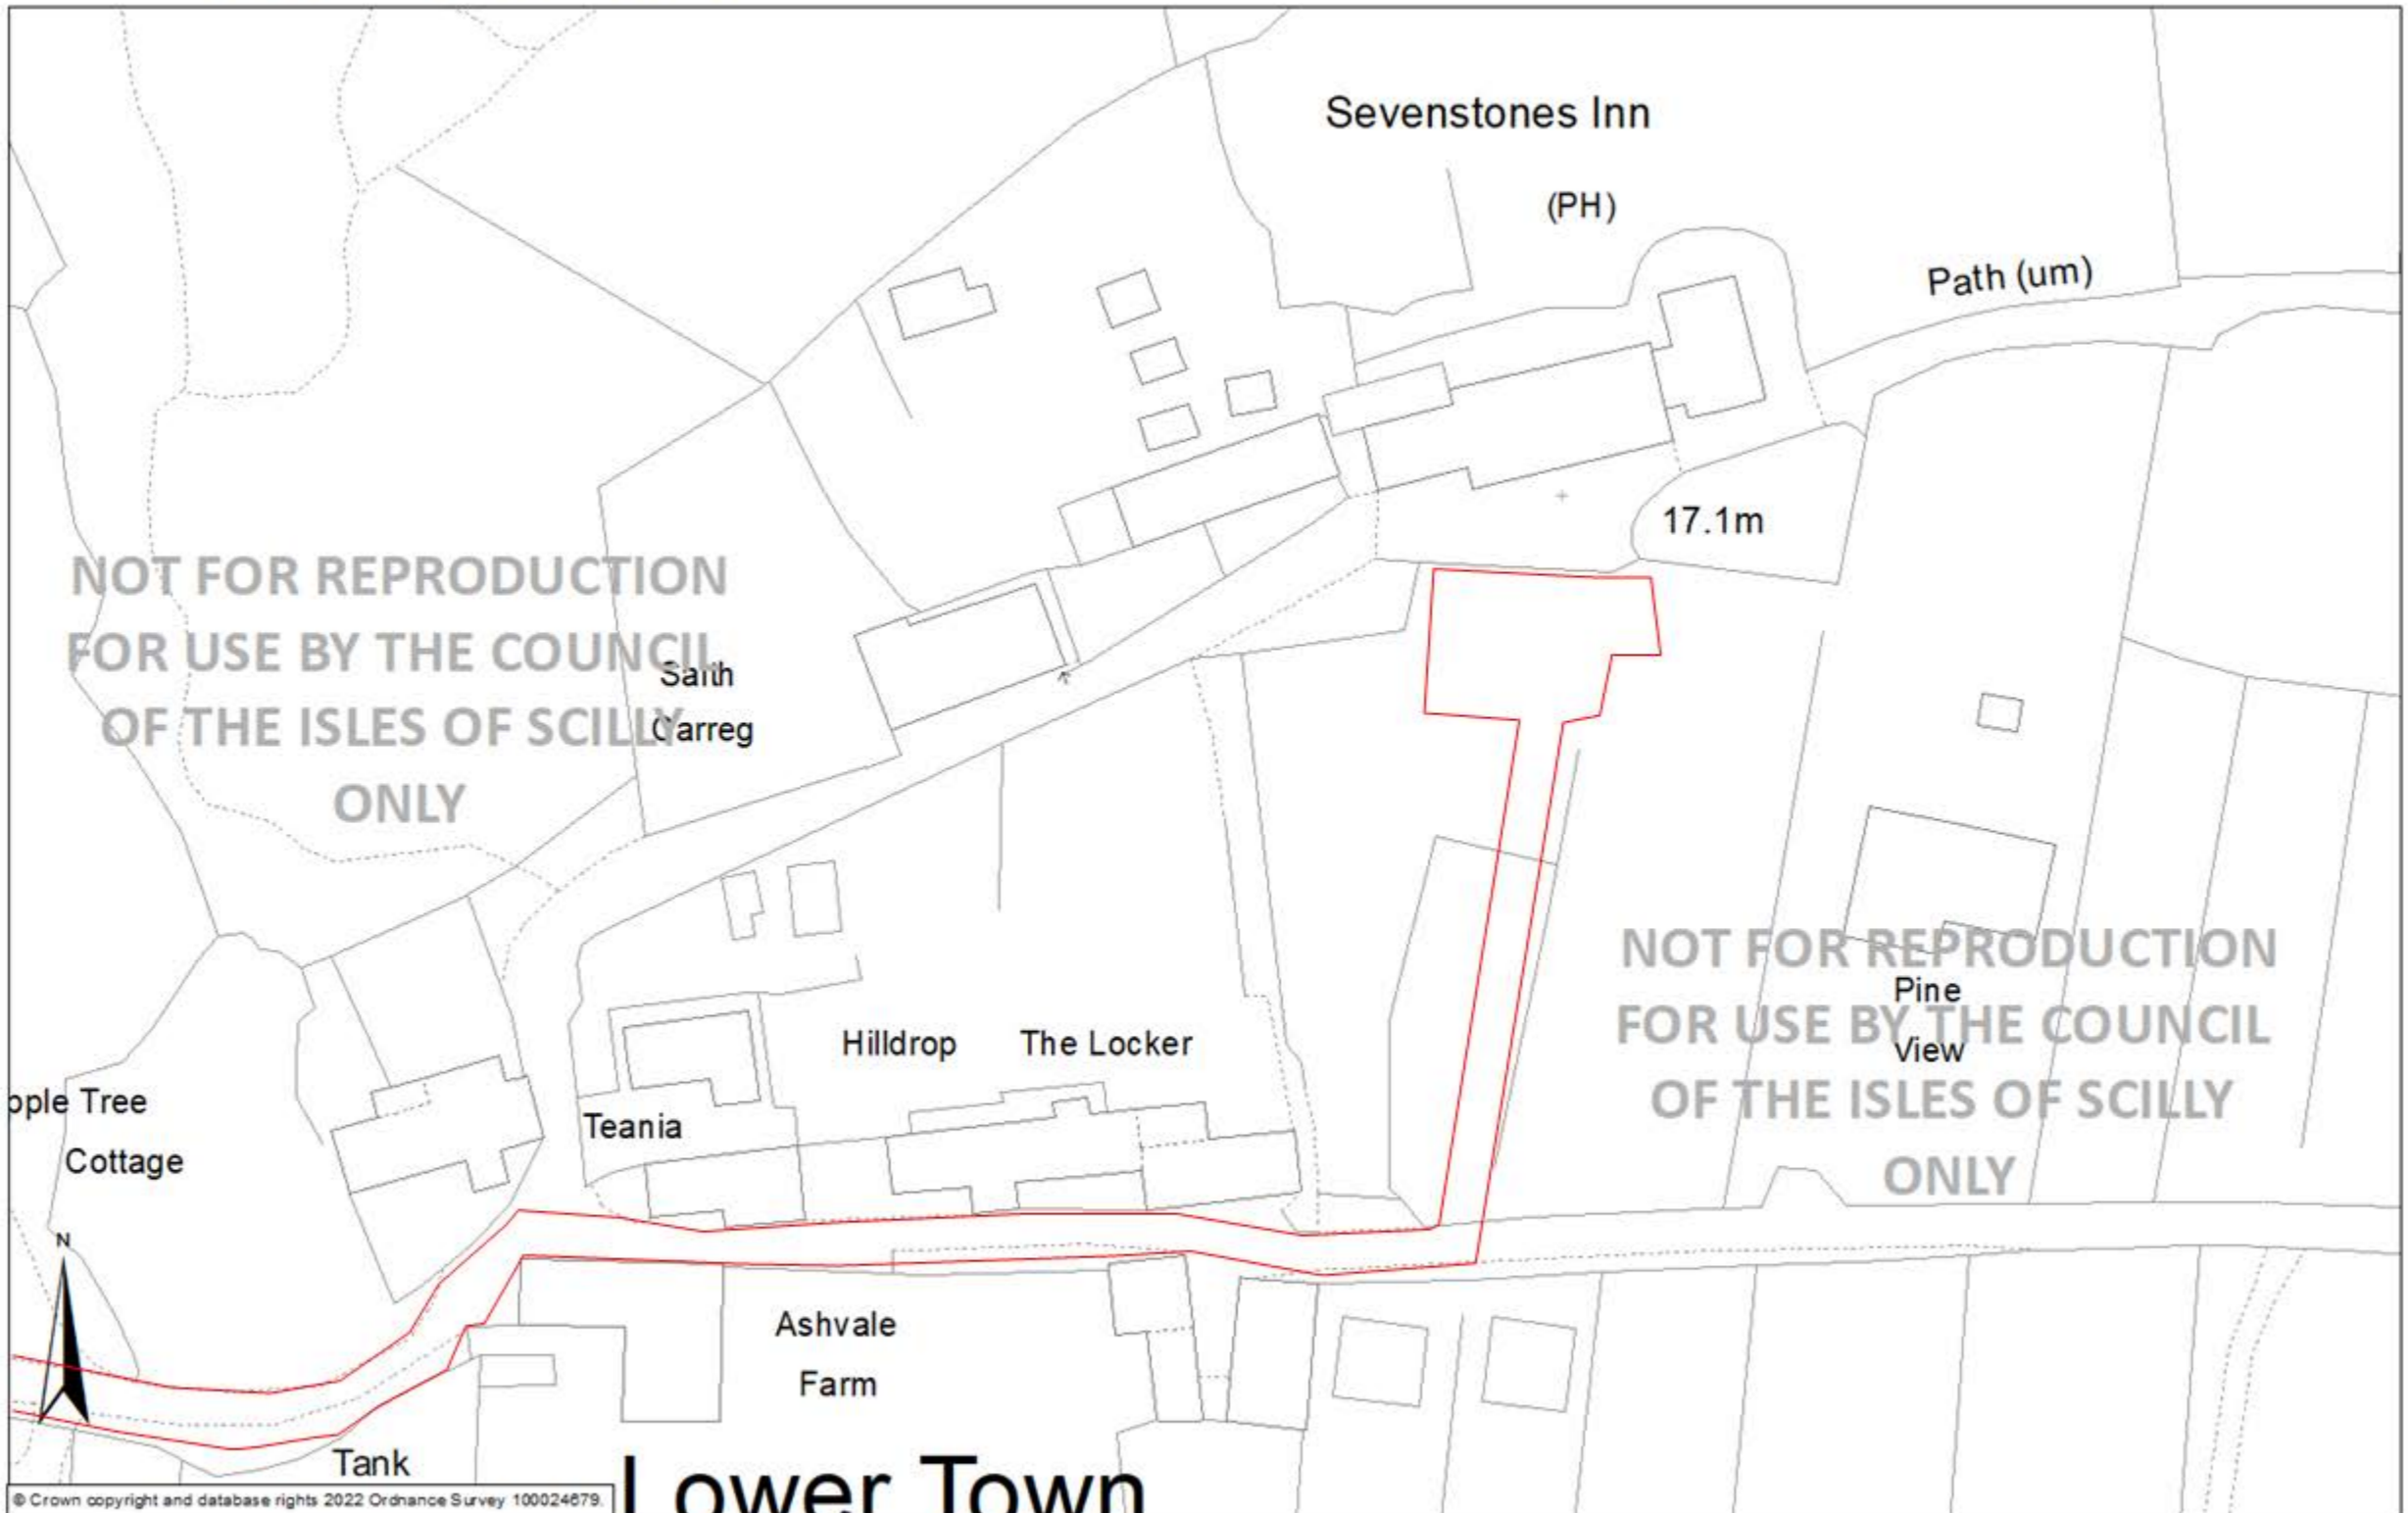 Sevenstones Inn
(PH)
Path (um)
17.1m
NOT FOR REPRODUCTION
FOR USE BY THE COUNCIL
OF THE ISLES OF SCILLY
ONLY
Saith
Carreg
NOT FOR REPRODUCTION
FOR USE BY THE COUNCIL
OF THE ISLES OF SCILLY
ONLY
Pine
View
Hilldrop
The Locker
Teania
pple Tree
Cottage
N
Ashvale
Farm
Tank
Lower Town
© Crown copyright and database rights 2022 Ordnance Survey 100024679.